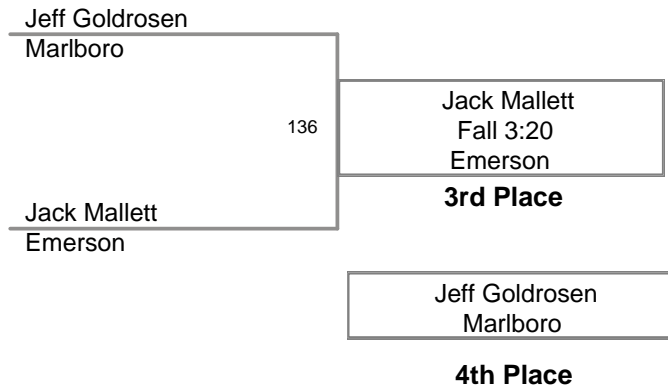 Jeff Goldrosen
Marlboro
136
Jack Mallett
Fall 3:20
Emerson
3rd Place
Jack Mallett
Emerson
Jeff Goldrosen
Marlboro
4th Place